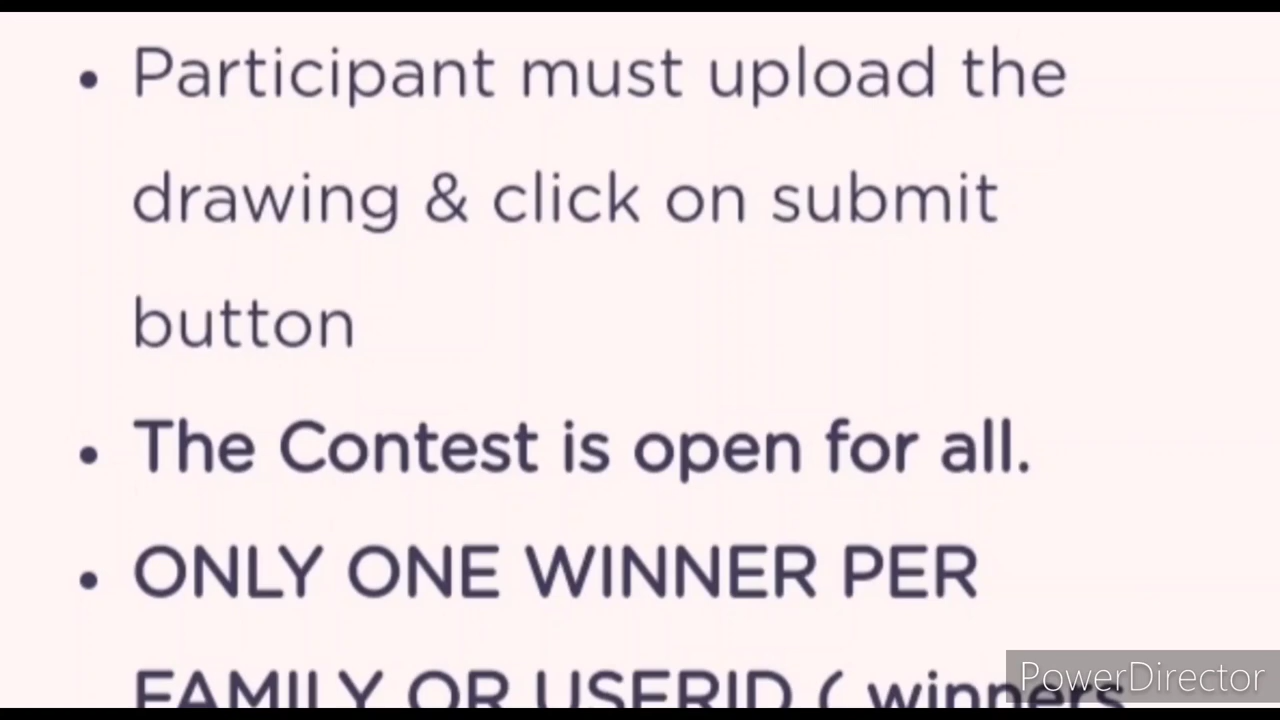 • Participant must upload the
drawing & click on submit
button
• The Contest is open for all.
• ONLY ONE WINNER PER
FAMILY OR USERID ( winners
PowerDirector